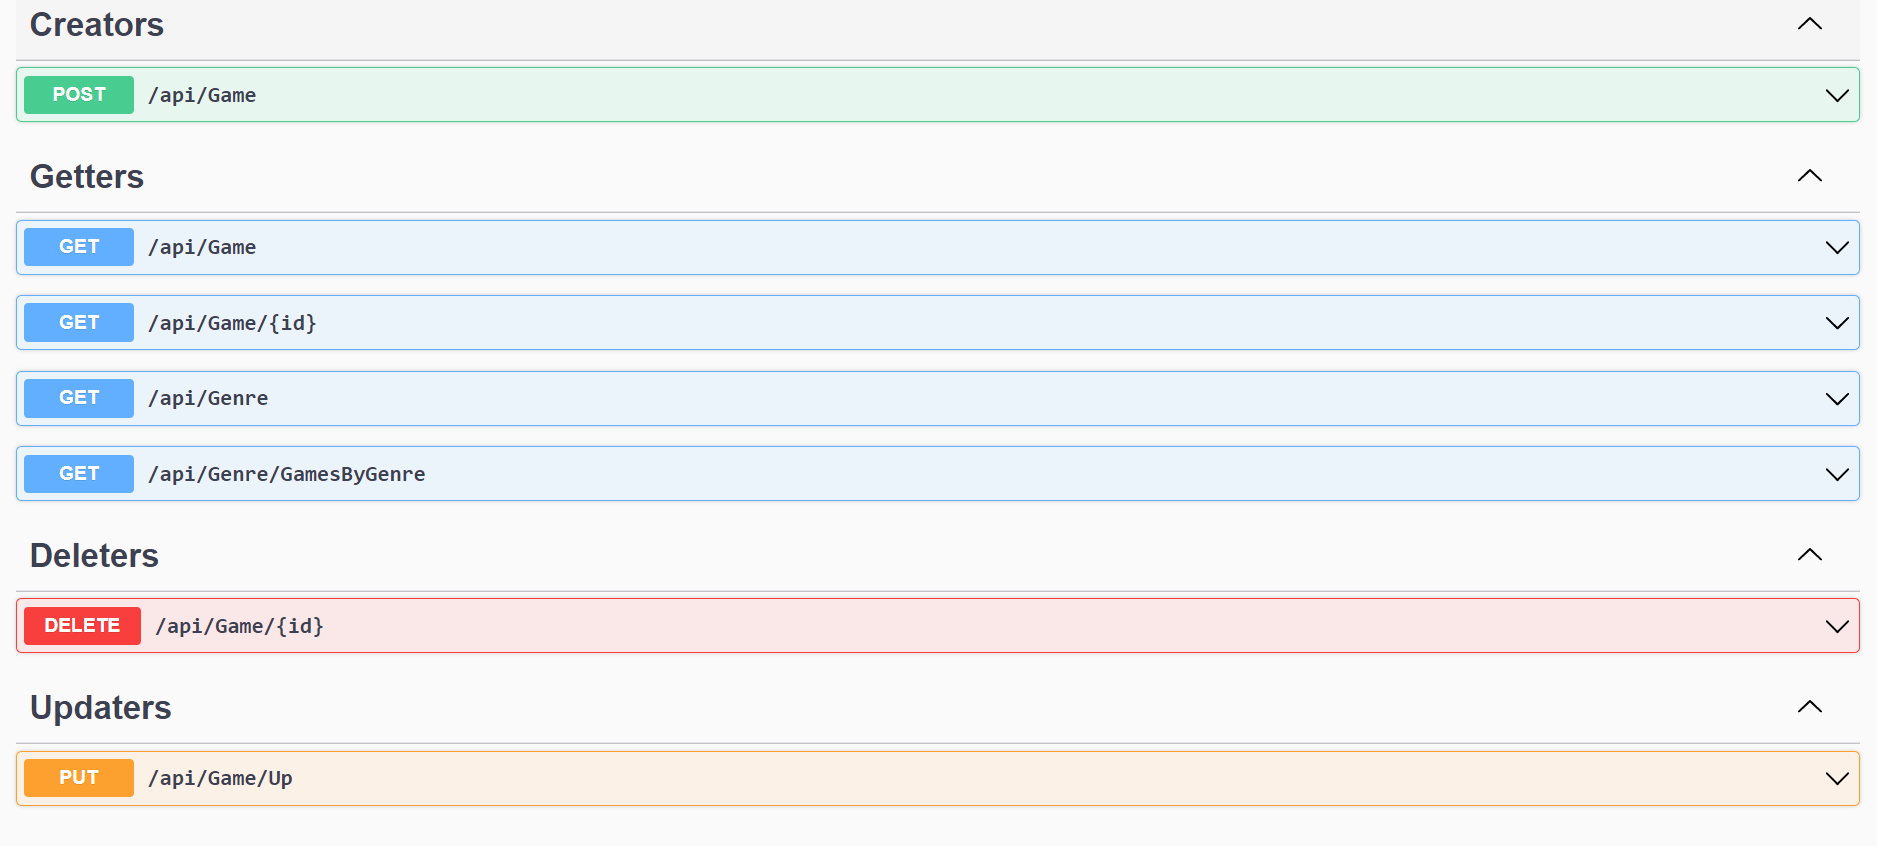 Creators
POST /api/Game
Getters
GET /api/Game
GET /api/Game/{id}
GET /api/Genre
GET /api/Genre/GamesByGenre
Deleters
DELETE /api/Game/{id}
Updaters
PUT /api/Game/Up